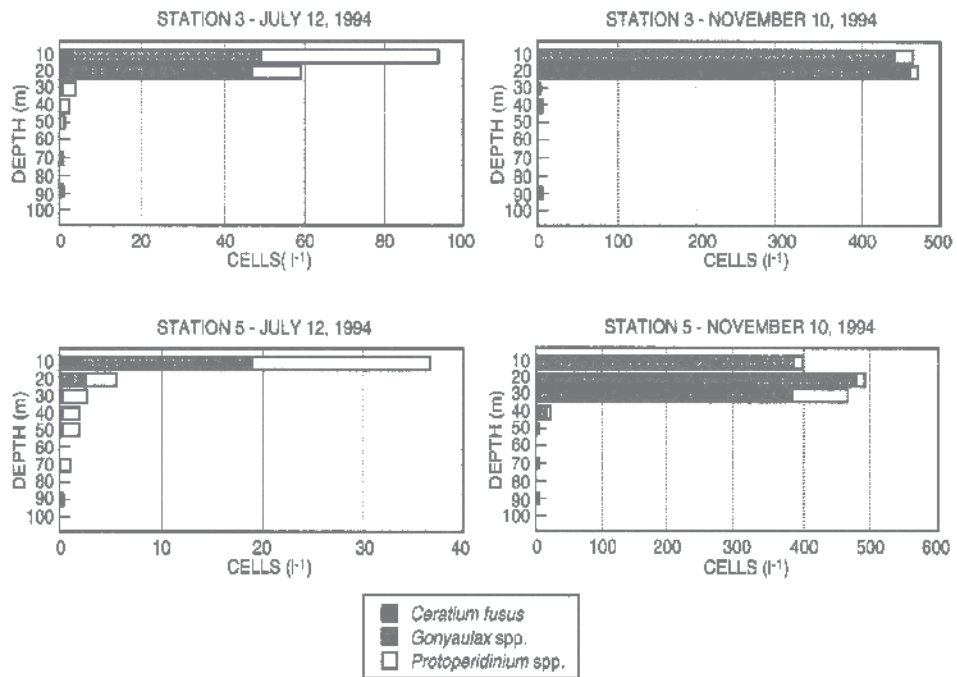 STATION 3 - JULY 12, 1994
DEPTH (m)
10
20
30
40
50
60
70
80
90
100
0 20 40 60 80 100
CELLS( l-1)
STATION 3 - NOVEMBER 10, 1994
DEPTH (m)
10
20
30
40
50
60
70
80
90
100
0 100 200 300 400 500
CELLS (l-1)
STATION 5 - JULY 12, 1994
DEPTH (m)
10
20
30
40
50
60
70
80
90
100
0 10 20 30 40
CELLS (l-1)
STATION 5 - NOVEMBER 10, 1994
DEPTH (m)
10
20
30
40
50
60
70
80
90
100
0 100 200 300 400 500 600
CELLS (l-1)
Ceratium fusus
Gonyaulax spp.
Protoperidinium spp.